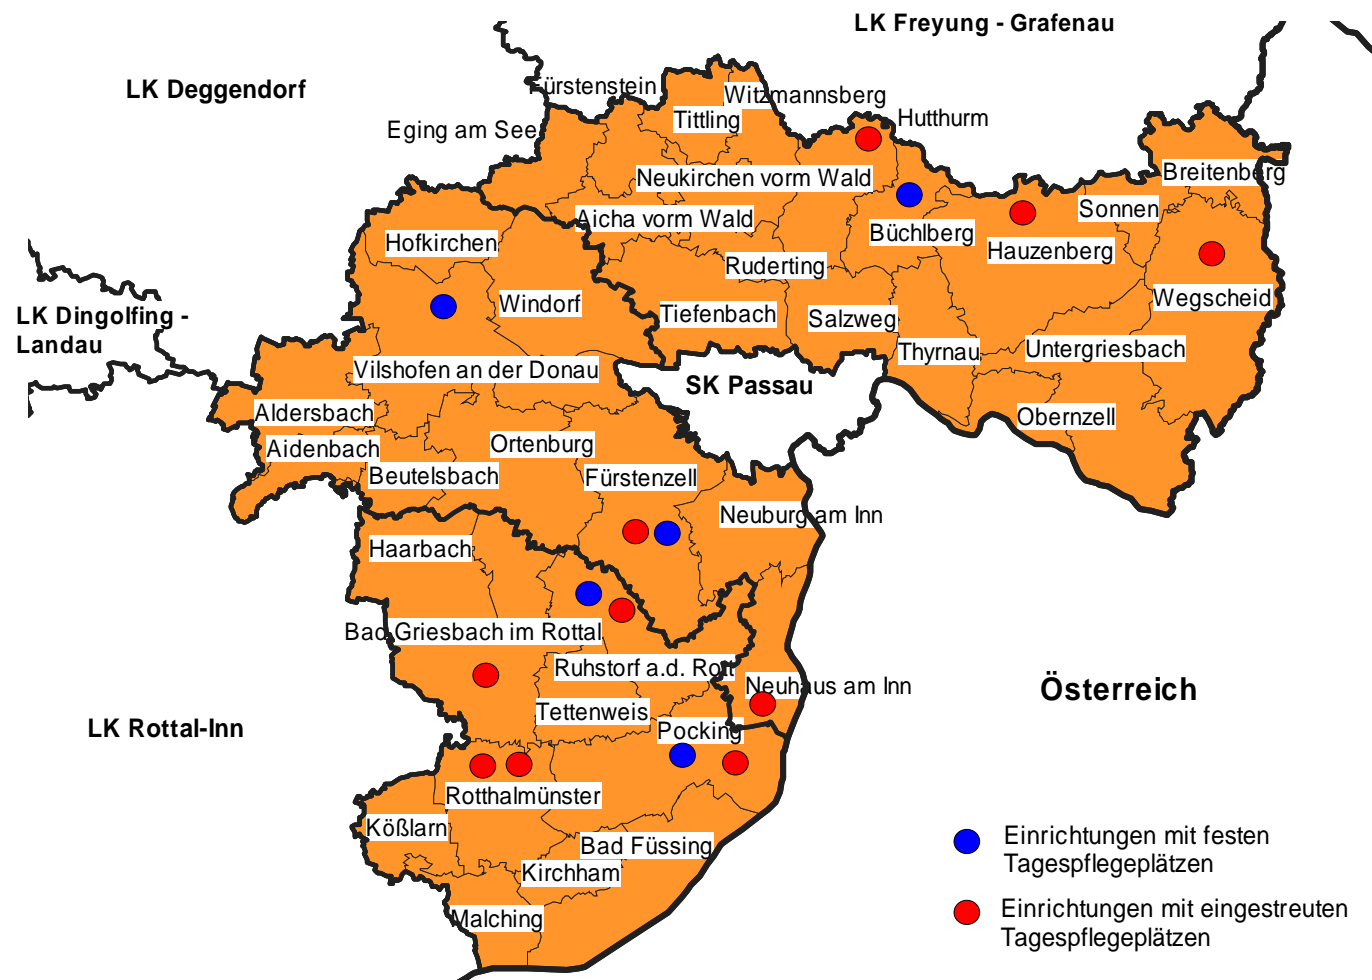 LK Freyung - Grafenau
LK Deggendorf
Fürstenstein
Witzmannsberg
Tittling
Hutthurm
Eging am See
Breitenberg
Neukirchen vorm Wald
Sonnen
Aicha vorm Wald
Büchlberg
Hofkirchen
Hauzenberg
Ruderting
Wegscheid
Windorf
Tiefenbach
Salzweg
LK Dingolfing -
Landau
Thyrnau
Untergriesbach
Vilshofen an der Donau
SK Passau
Aldersbach
Obernzell
Ortenburg
Aidenbach
Beutelsbach
Fürstenzell
Neuburg am Inn
Haarbach
Bad Griesbach im Rottal
Ruhstorf a.d. Rott
Neuhaus am Inn
Österreich
Tettenweis
LK Rottal-Inn
Pocking
Rotthalmünster
Kößlarn
Bad Füssing
Kirchham
Malching
Einrichtungen mit festen
Tagespflegeplätzen
Einrichtungen mit eingestreuten
Tagespflegeplätzen